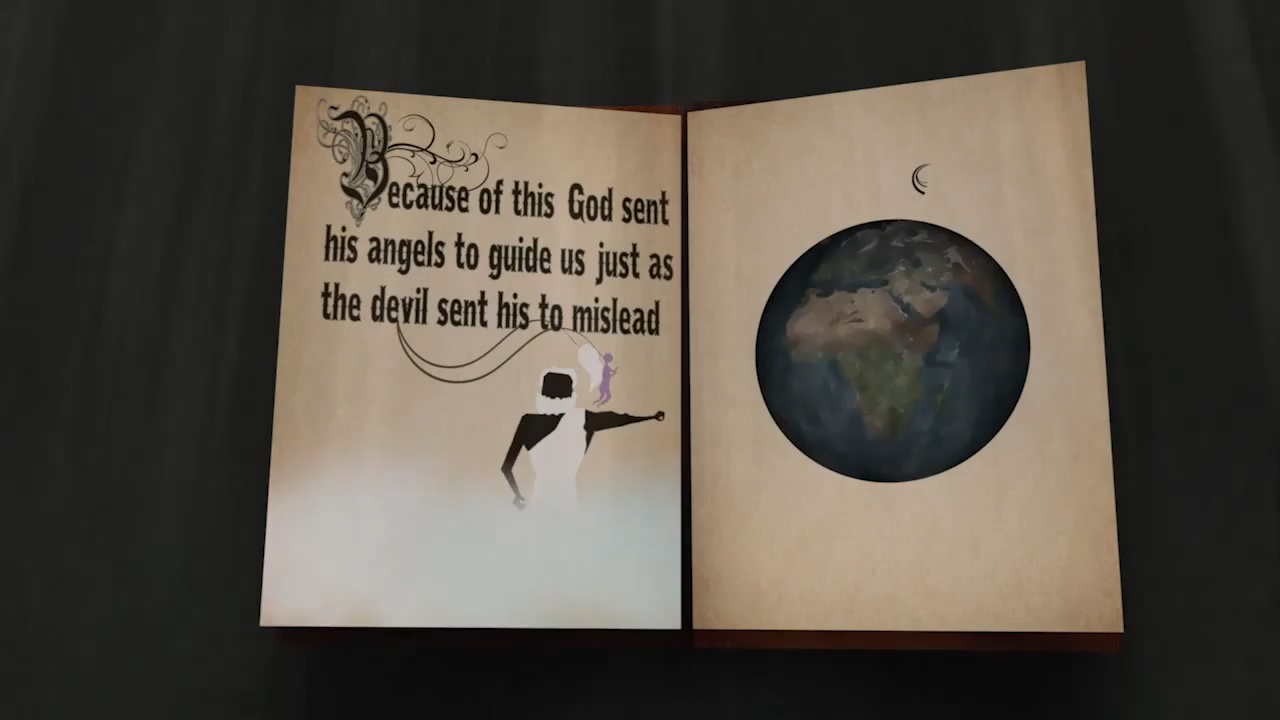 Because of this God sent
his angels to guide us just as
the devil sent his to mislead